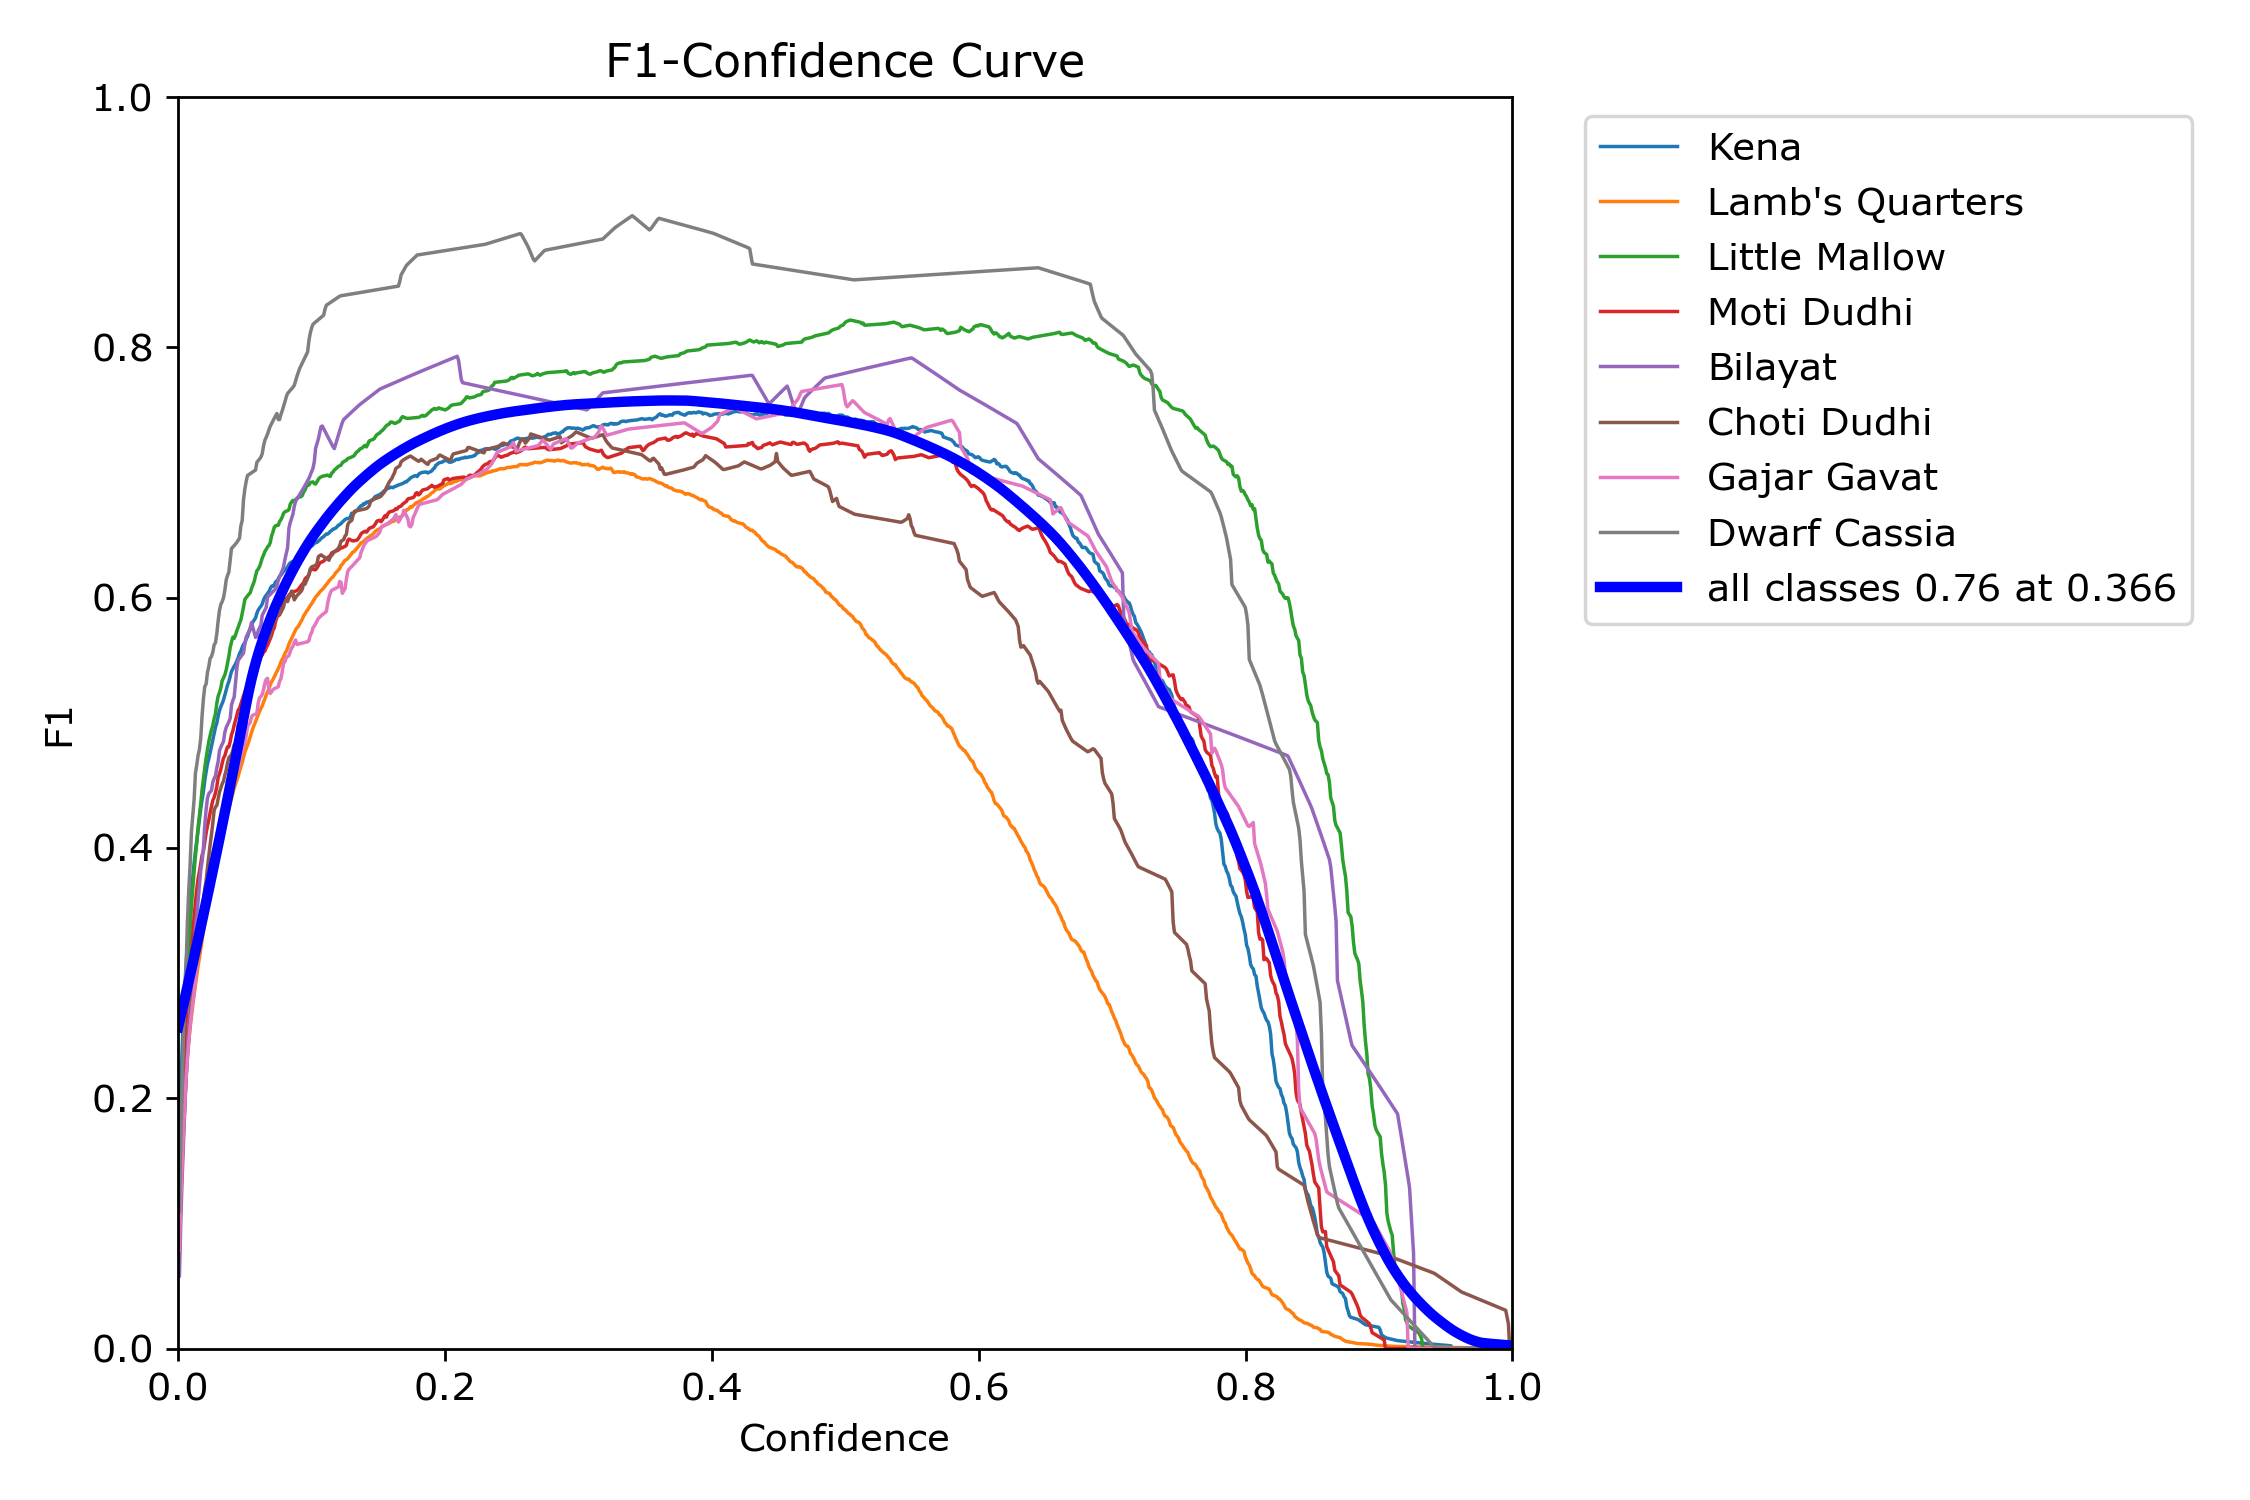 F1-Confidence Curve
1.0
0.8
0.6
0.4
0.2
0.0
F1
0.0 0.2 0.4 0.6 0.8 1.0
Confidence
Kena
Lamb's Quarters
Little Mallow
Moti Dudhi
Bilayat
Choti Dudhi
Gajar Gavat
Dwarf Cassia
all classes 0.76 at 0.366